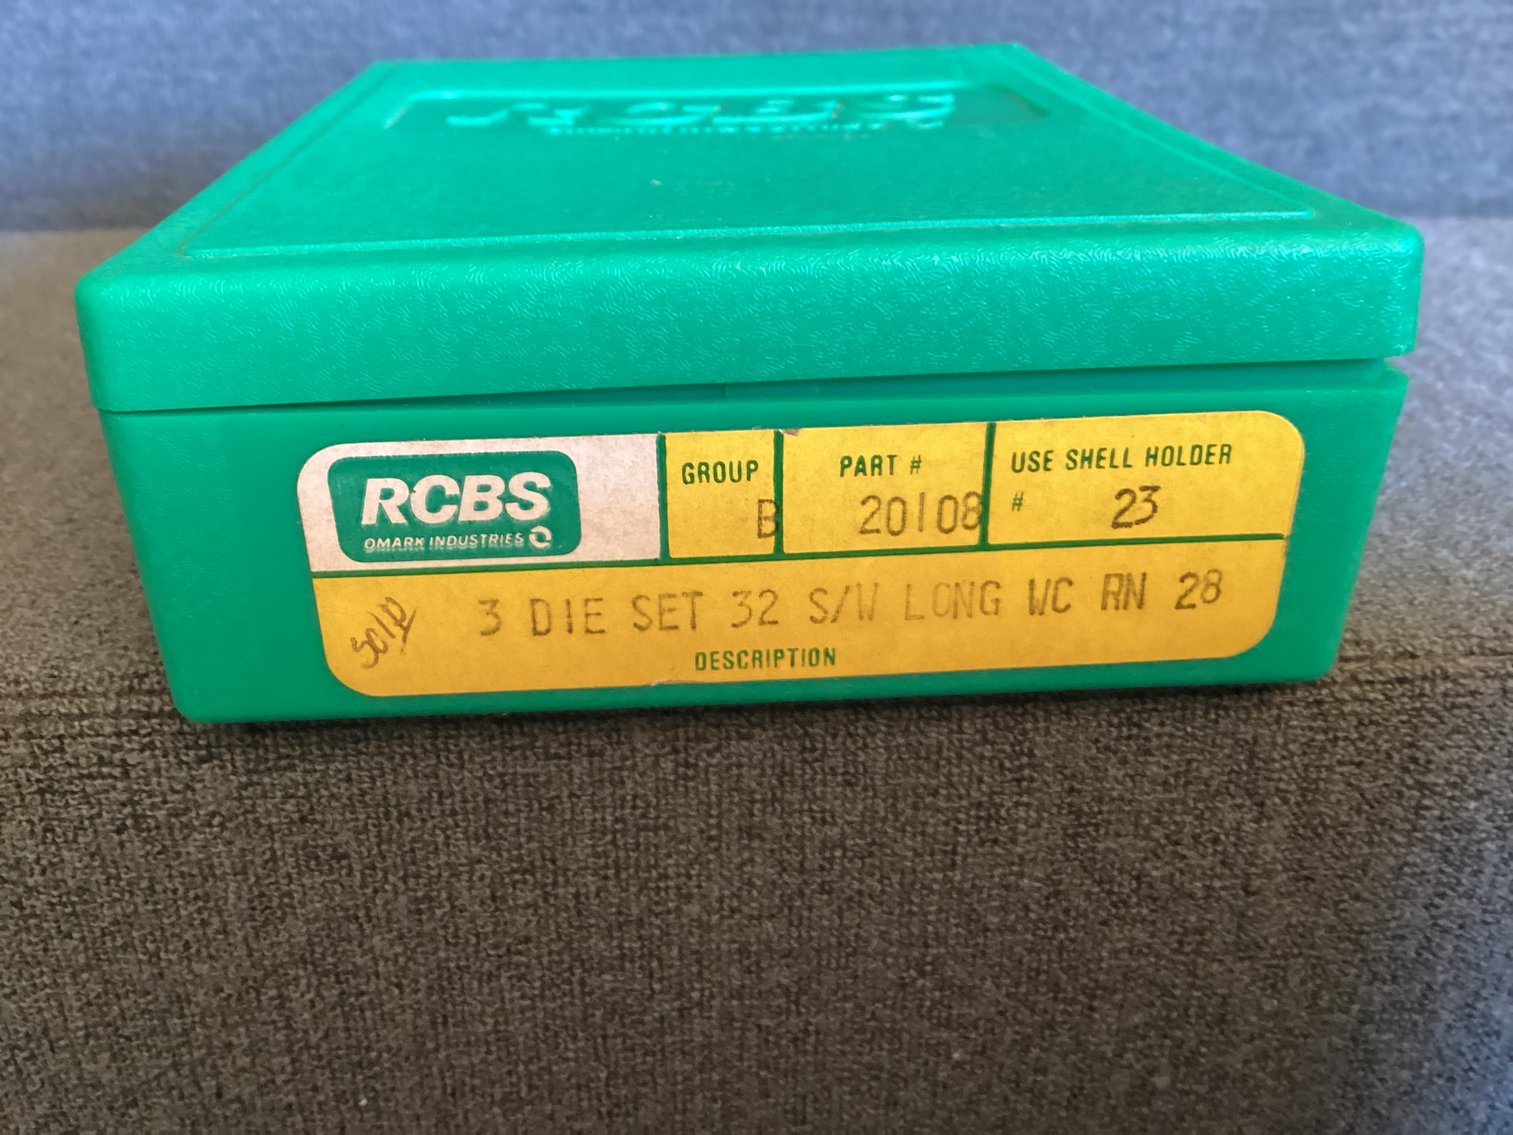 RCBS
RCBS
OMARK INDUSTRIES
GROUP
B
PART #
20108
USE SHELL HOLDER
# 23
3 DIE SET 32 S/W LONG WC RN 28
DESCRIPTION